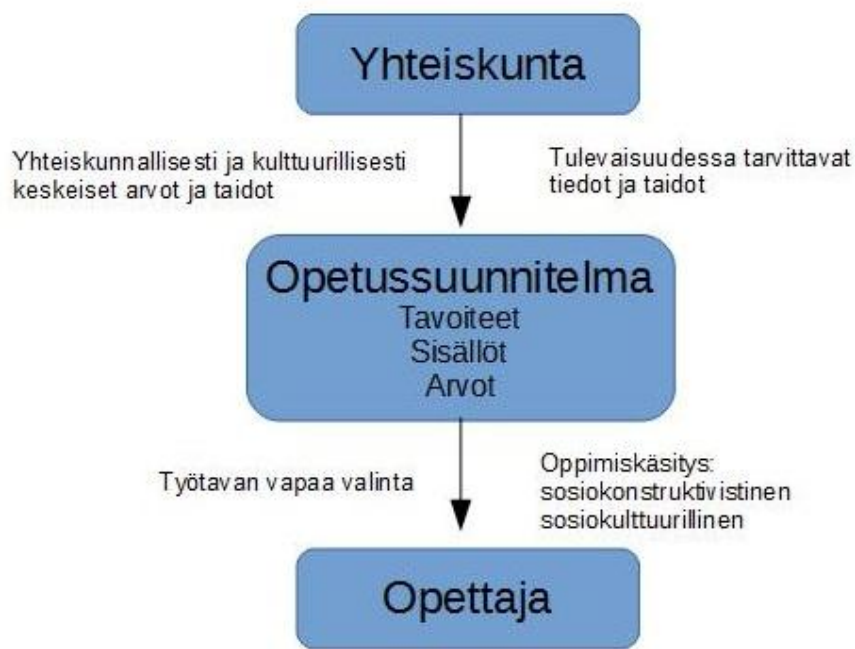 Yhteiskunta
Yhteiskunnallisesti ja kulttuurillisesti
keskeiset arvot ja taidot
Tulevaisuudessa tarvittavat
tiedot ja taidot
Opetussuunnitelma
Tavoiteet
Sisällöt
Arvot
Työtavan vapaa valinta
Oppimiskäsitys:
sosiokonstruktivistinen
sosiokulttuurillinen
Opettaja